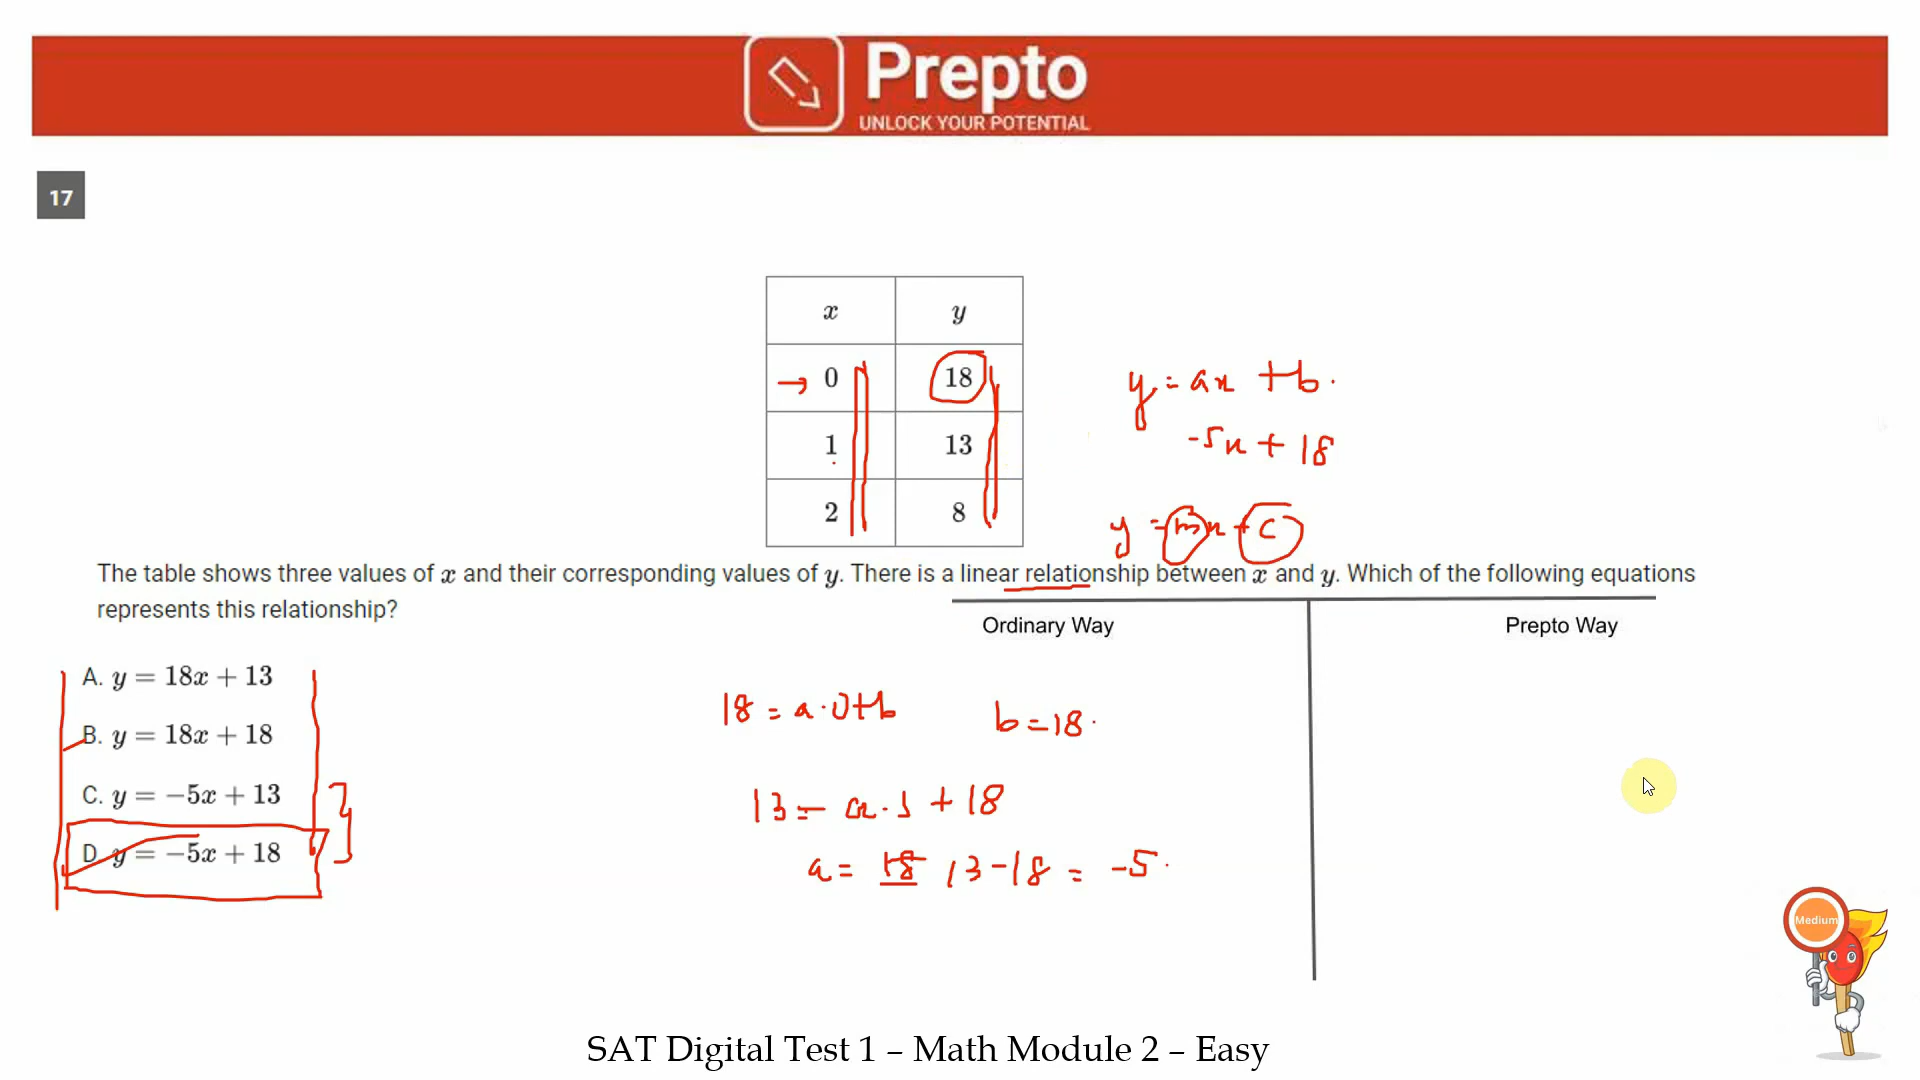 Prepto
UNLOCK YOUR POTENTIAL
17
x y
→ 0 18
1 13
2 8
y = ax + b.
-5x + 18
y = mx + c
The table shows three values of x and their corresponding values of y. There is a linear relationship between x and y. Which of the following equations
represents this relationship?
Ordinary Way
Prepto Way
A. y = 18x + 13
B. y = 18x + 18
C. y = −5x + 13
D. y = −5x + 18
18 = a·0+b b = 18.
13 = a·1 + 18
a = 18 13-18 = -5.
Medium
SAT Digital Test 1 – Math Module 2 – Easy